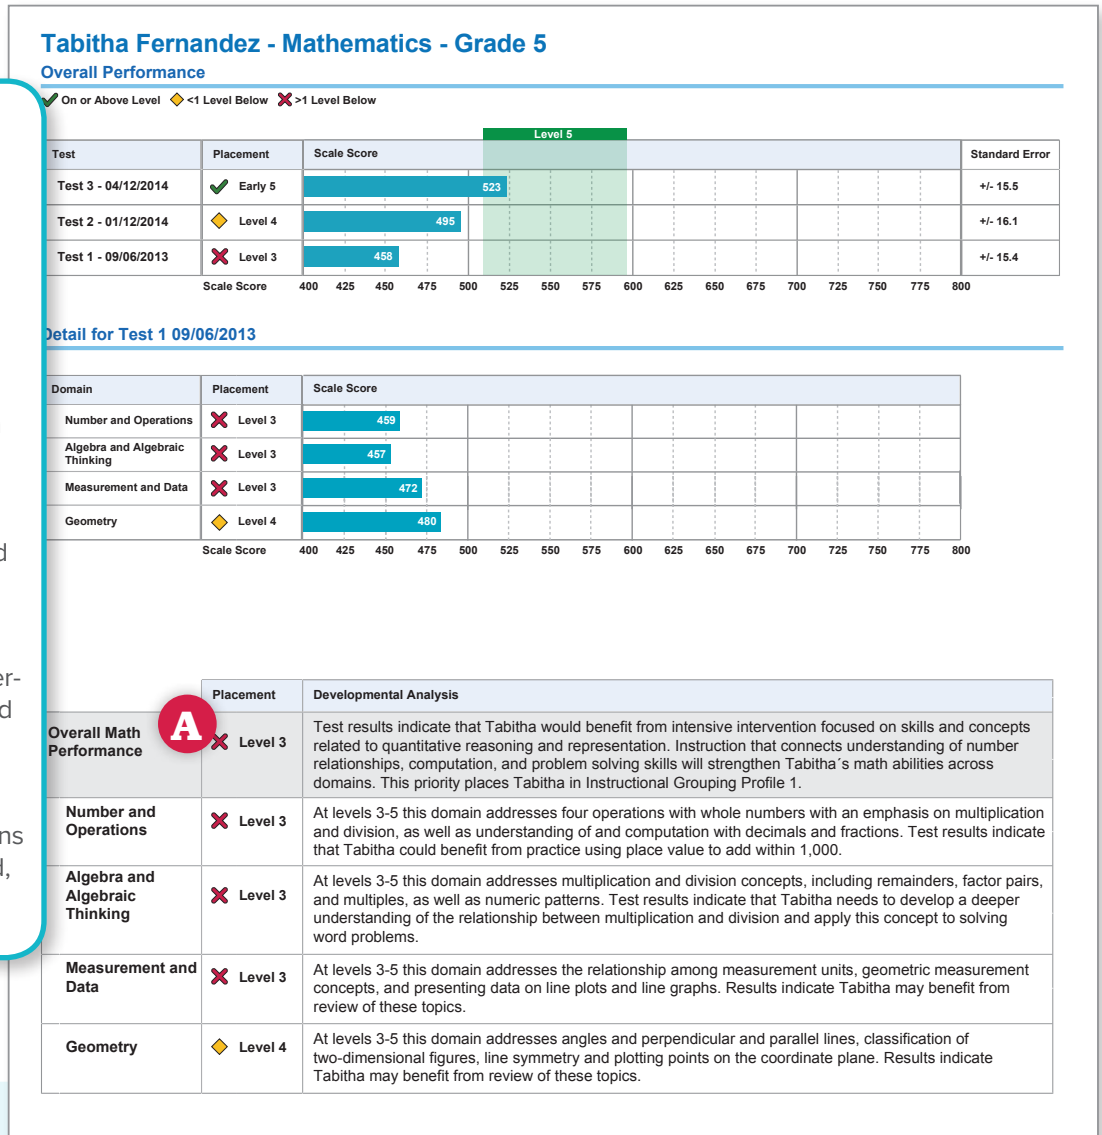 Tabitha Fernandez - Mathematics - Grade 5
Overall Performance
On or Above Level <1 Level Below >1 Level Below
Level 5
Test Placement Scale Score Standard Error
Test 3 - 04/12/2014 Early 5 523 +/- 15.5
Test 2 - 01/12/2014 Level 4 495 +/- 16.1
Test 1 - 09/06/2013 Level 3 458 +/- 15.4
Scale Score 400 425 450 475 500 525 550 575 600 625 650 675 700 725 750 775 800
Detail for Test 1 09/06/2013
Domain Placement Scale Score
Number and Operations Level 3 459
Algebra and Algebraic
Thinking Level 3 457
Measurement and Data Level 3 472
Geometry Level 4 480
Scale Score 400 425 450 475 500 525 550 575 600 625 650 675 700 725 750 775 800
Placement Developmental Analysis
Overall Math
Performance
A
Level 3
Test results indicate that Tabitha would benefit from intensive intervention focused on skills and concepts
related to quantitative reasoning and representation. Instruction that connects understanding of number
relationships, computation, and problem solving skills will strengthen Tabitha´s math abilities across
domains. This priority places Tabitha in Instructional Grouping Profile 1.
Number and
Operations
Level 3
At levels 3-5 this domain addresses four operations with whole numbers with an emphasis on multiplication
and division, as well as understanding of and computation with decimals and fractions. Test results indicate
that Tabitha could benefit from practice using place value to add within 1,000.
Algebra and
Algebraic
Thinking
Level 3
At levels 3-5 this domain addresses multiplication and division concepts, including remainders, factor pairs,
and multiples, as well as numeric patterns. Test results indicate that Tabitha needs to develop a deeper
understanding of the relationship between multiplication and division and apply this concept to solving
word problems.
Measurement and
Data
Level 3
At levels 3-5 this domain addresses the relationship among measurement units, geometric measurement
concepts, and presenting data on line plots and line graphs. Results indicate Tabitha may benefit from
review of these topics.
Geometry
Level 4
At levels 3-5 this domain addresses angles and perpendicular and parallel lines, classification of
two-dimensional figures, line symmetry and plotting points on the coordinate plane. Results indicate
Tabitha may benefit from review of these topics.